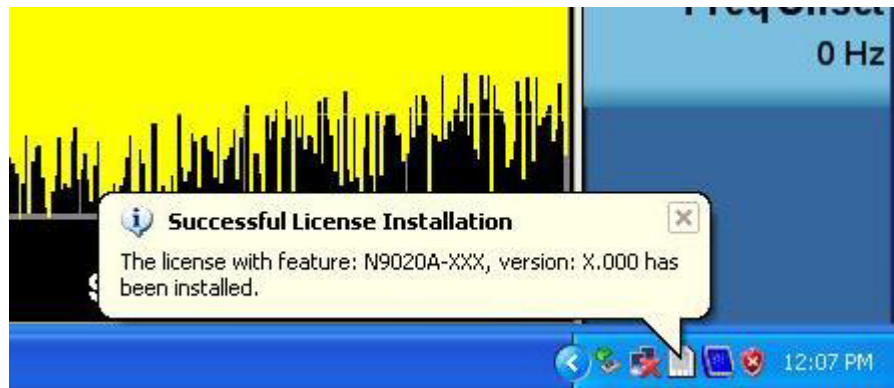 0 Hz
Successful License Installation
The license with feature: N9020A-XXX, version: X.000 has
been installed.
12:07 PM